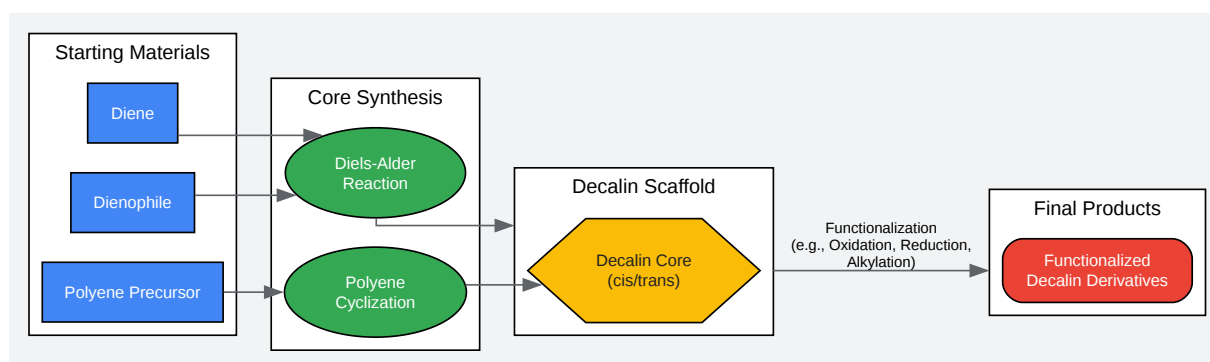 Starting Materials
Diene
Dienophile
Polyene Precursor
Core Synthesis
Diels-Alder
Reaction
Polyene
Cyclization
Decalin Scaffold
Decalin Core
(cis/trans)
Functionalization
(e.g., Oxidation, Reduction,
Alkylation)
Final Products
Functionalized
Decalin Derivatives